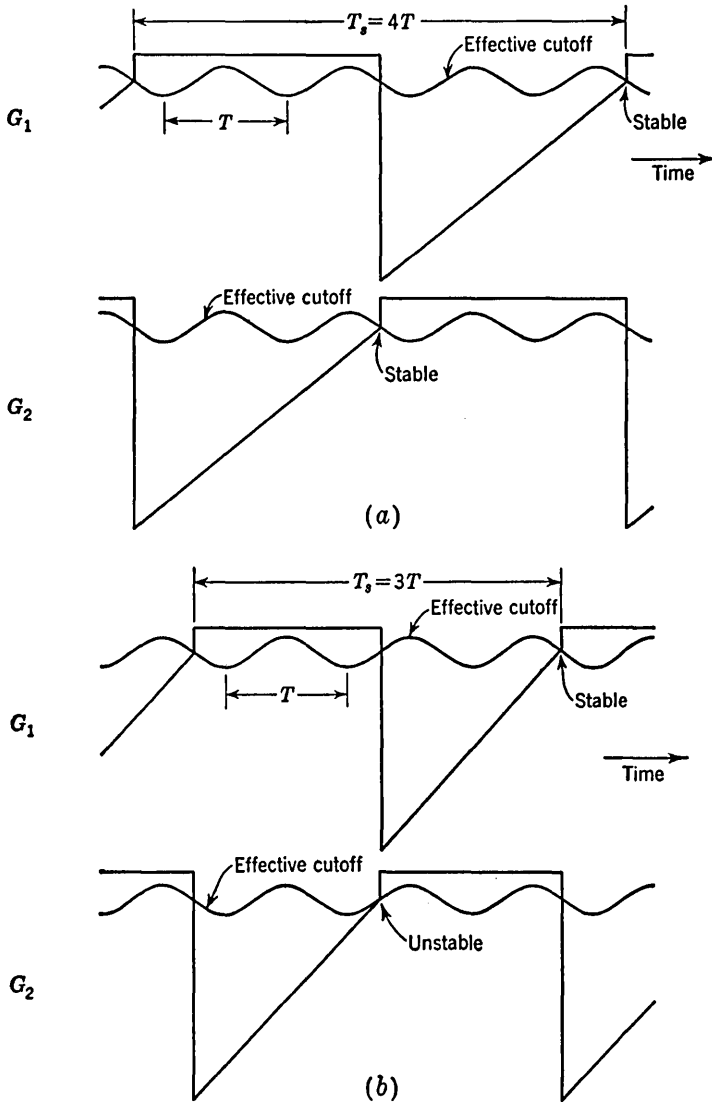 T_s = 4T
Effective cutoff
G_1
T
Stable
Time
Effective cutoff
Stable
G_2
(a)
T_s = 3T
Effective cutoff
T
Stable
G_1
Time
Effective cutoff
Unstable
G_2
(b)